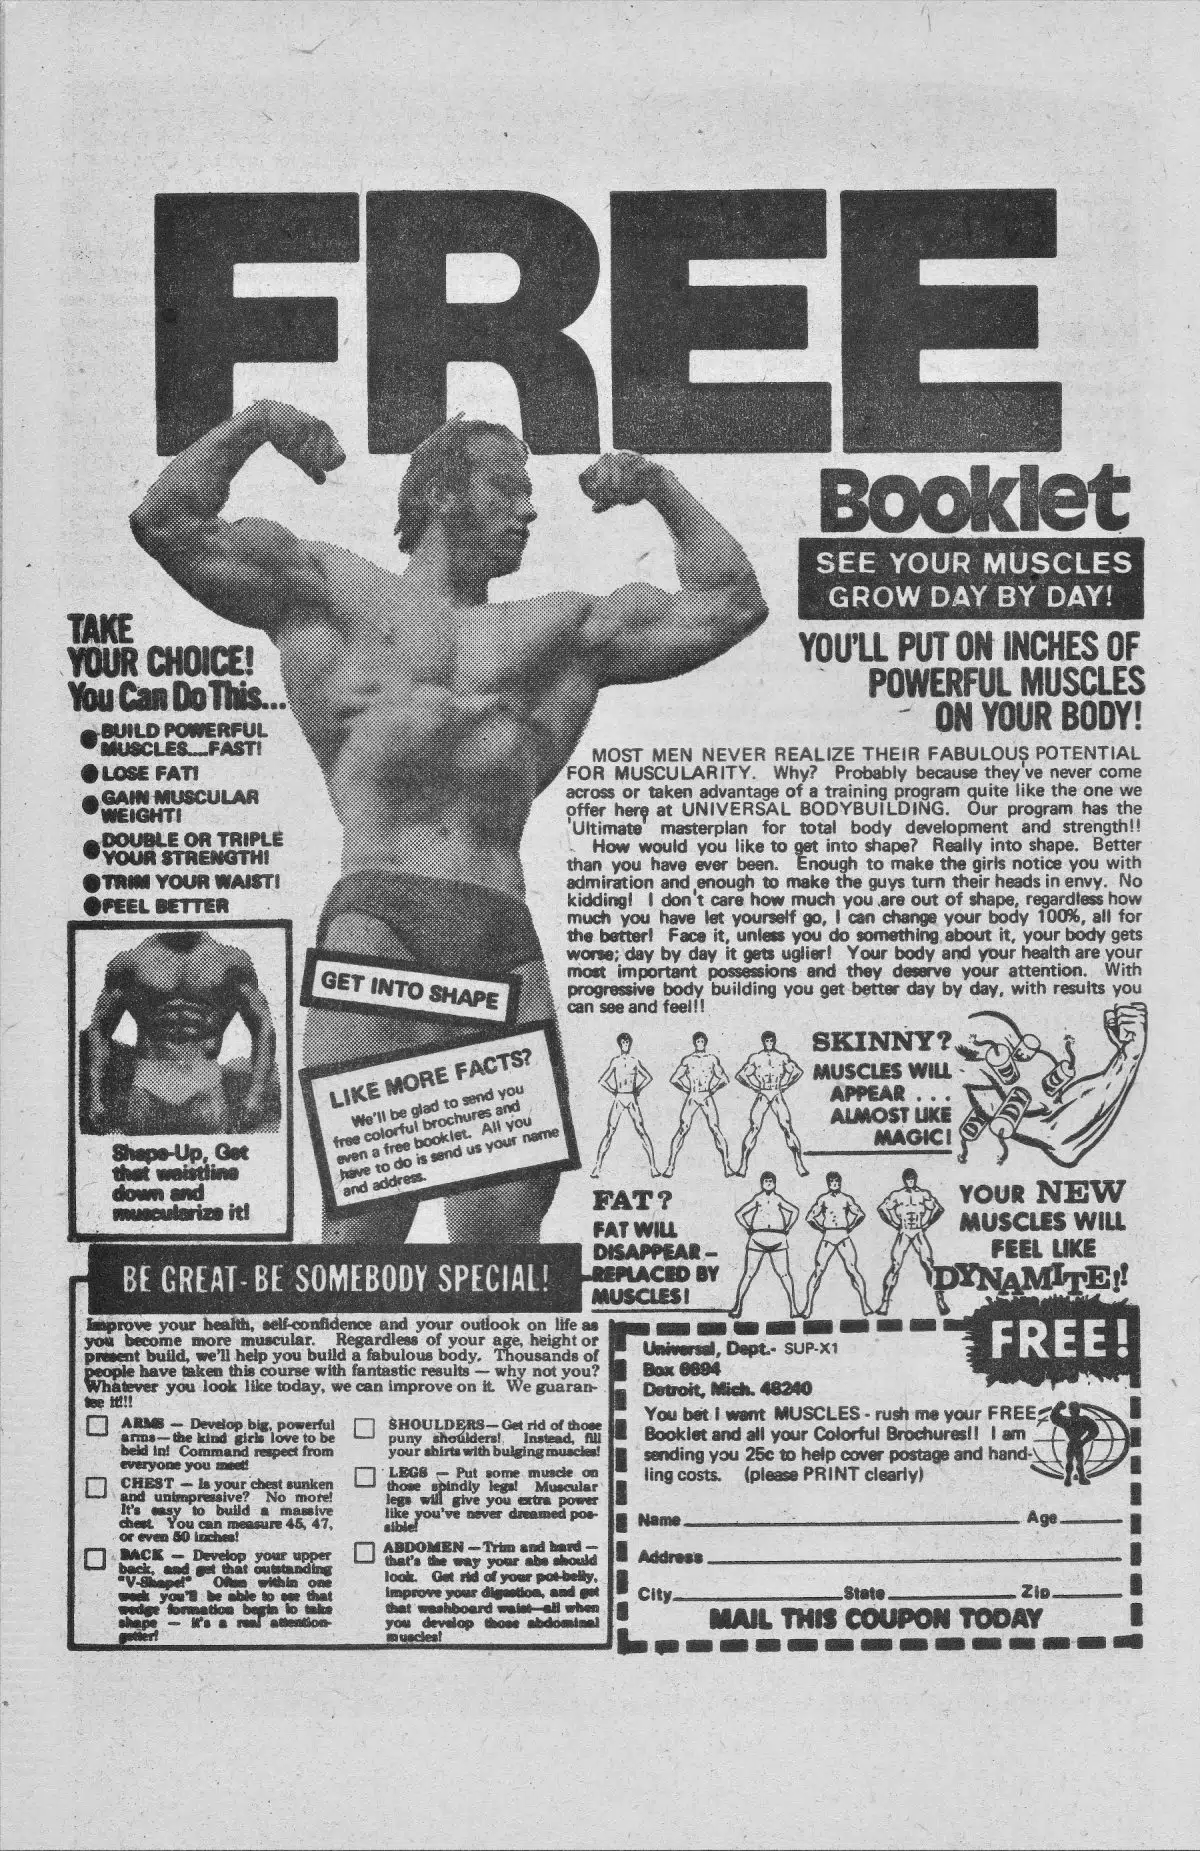 FREE
Booklet
SEE YOUR MUSCLES
GROW DAY BY DAY!
YOU'LL PUT ON INCHES OF
POWERFUL MUSCLES
ON YOUR BODY!
TAKE
YOUR CHOICE!
You Can Do This...
BUILD POWERFUL
MUSCLES....FAST!
LOSE FAT!
GAIN MUSCULAR
WEIGHT!
DOUBLE OR TRIPLE
YOUR STRENGTH!
TRIM YOUR WAIST!
FEEL BETTER
Shape-Up, Get
that waistline
down and
muscularize it!
GET INTO SHAPE
LIKE MORE FACTS?
We'll be glad to send you
free colorful brochures and
even a free booklet. All you
have to do is send us your name
and address.
MOST MEN NEVER REALIZE THEIR FABULOUS POTENTIAL
FOR MUSCULARITY. Why? Probably because they've never come
across or taken advantage of a training program quite like the one we
offer here at UNIVERSAL BODYBUILDING. Our program has the
'Ultimate' masterplan for total body development and strength!!
How would you like to get into shape? Really into shape. Better
than you have ever been. Enough to make the girls notice you with
admiration and enough to make the guys turn their heads in envy. No
kidding! I don't care how much you are out of shape, regardless how
much you have let yourself go, I can change your body 100%, all for
the better! Face it, unless you do something about it, your body gets
worse; day by day it gets uglier! Your body and your health are your
most important possessions and they deserve your attention. With
progressive body building you get better day by day, with results you
can see and feel!!
SKINNY?
MUSCLES WILL
APPEAR . . .
ALMOST LIKE
MAGIC!
FAT?
FAT WILL
DISAPPEAR –
REPLACED BY
MUSCLES!
YOUR NEW
MUSCLES WILL
FEEL LIKE
DYNAMITE!!
BE GREAT - BE SOMEBODY SPECIAL!
Improve your health, self-confidence and your outlook on life as
you become more muscular. Regardless of your age, height or
present build, we'll help you build a fabulous body. Thousands of
people have taken this course with fantastic results — why not you?
Whatever you look like today, we can improve on it. We guaran-
tee it!!!
ARMS — Develop big, powerful
arms—the kind girls love to be
held in! Command respect from
everyone you meet!
CHEST — Is your chest sunken
and unimpressive? No more!
It's easy to build a massive
chest. You can measure 45, 47,
or even 50 inches!
BACK — Develop your upper
back, and get that outstanding
"V-Shape!" Often within one
week you'll be able to see that
wedge formation begin to take
shape — it's a real attention-
getter!
SHOULDERS—Get rid of those
puny shoulders! Instead, fill
your shirts with bulging muscles!
LEGS — Put some muscle on
those spindly legs! Muscular
legs will give you extra power
like you've never dreamed pos-
sible!
ABDOMEN—Trim and hard—
that's the way your abs should
look. Get rid of your pot-belly,
improve your digestion, and get
that washboard waist—all when
you develop those abdominal
muscles!
FREE!
Universal, Dept.- SUP-X1
Box 6694
Detroit, Mich. 48240
You bet I want MUSCLES - rush me your FREE
Booklet and all your Colorful Brochures!! I am
sending you 25c to help cover postage and hand-
ling costs. (please PRINT clearly)
Name Age
Address
City State Zip
MAIL THIS COUPON TODAY